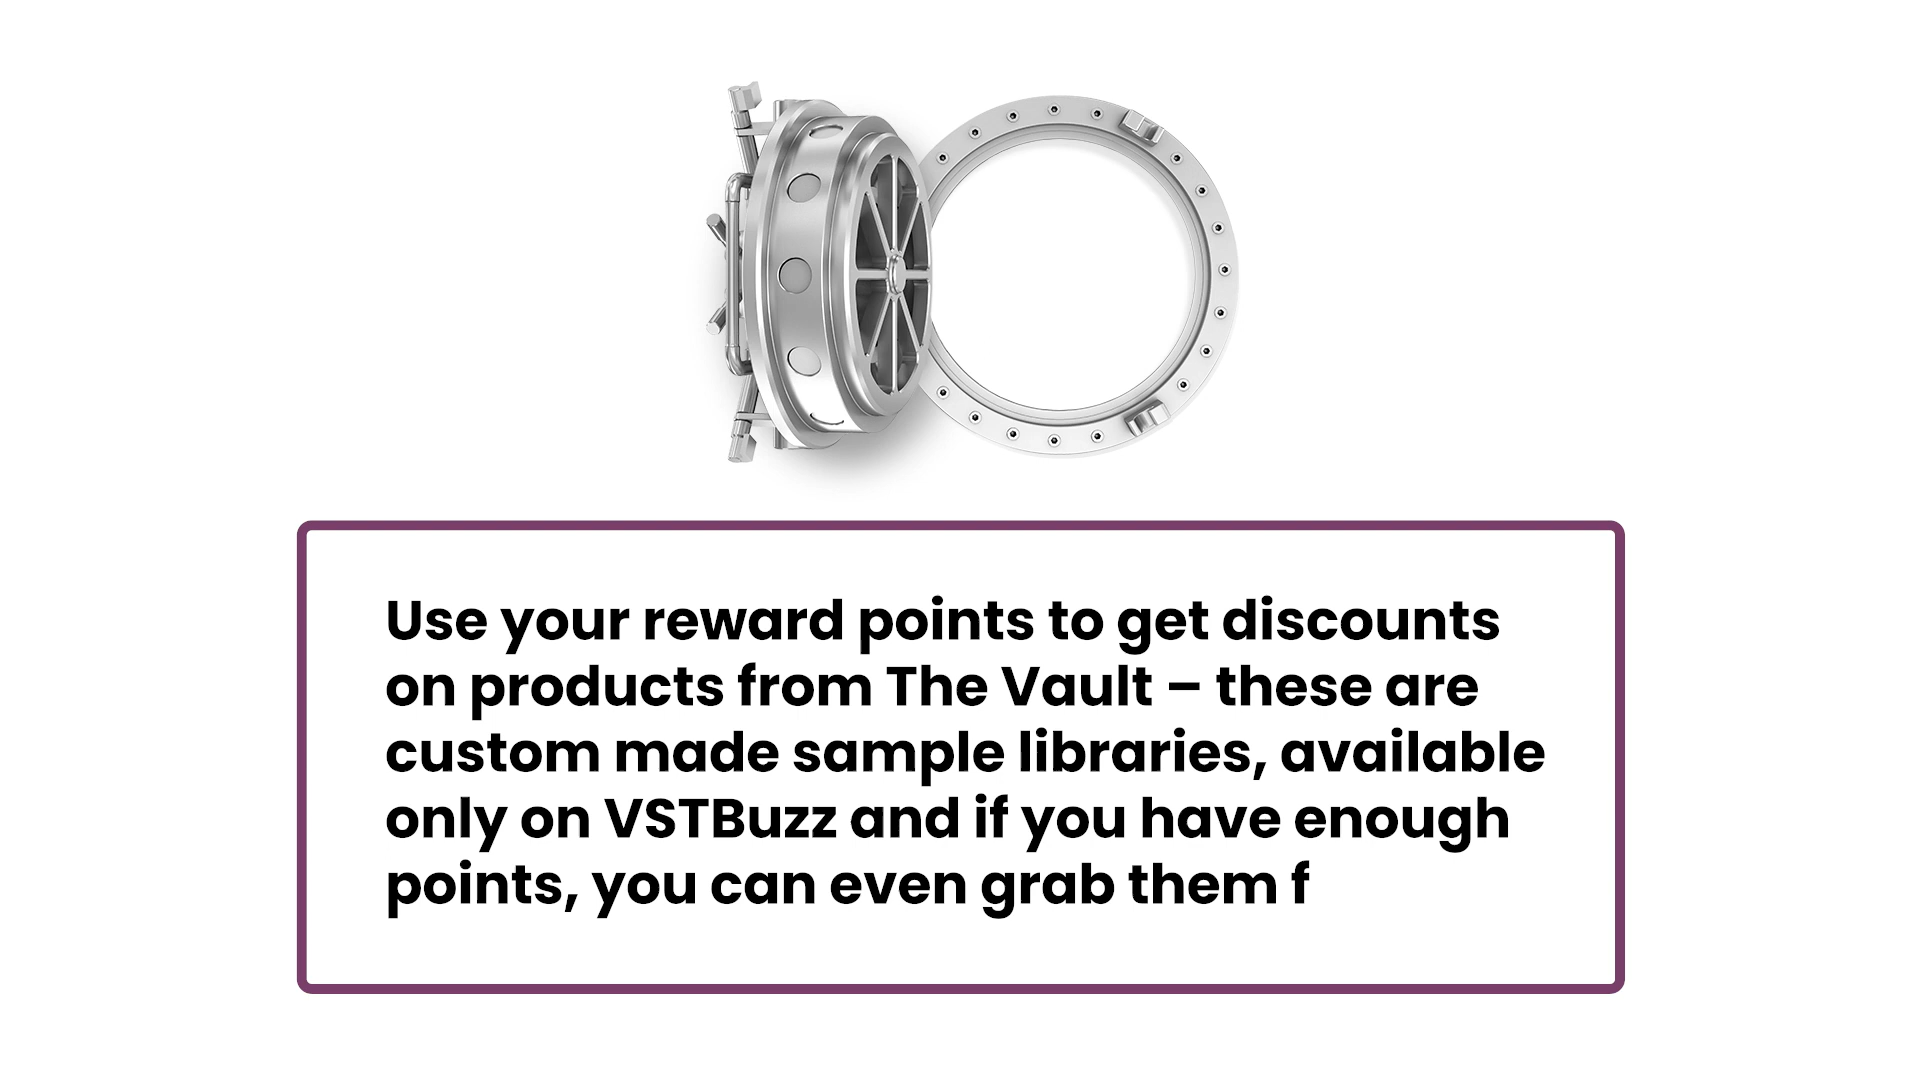 Use your reward points to get discounts
on products from The Vault – these are
custom made sample libraries, available
only on VSTBuzz and if you have enough
points, you can even grab them f